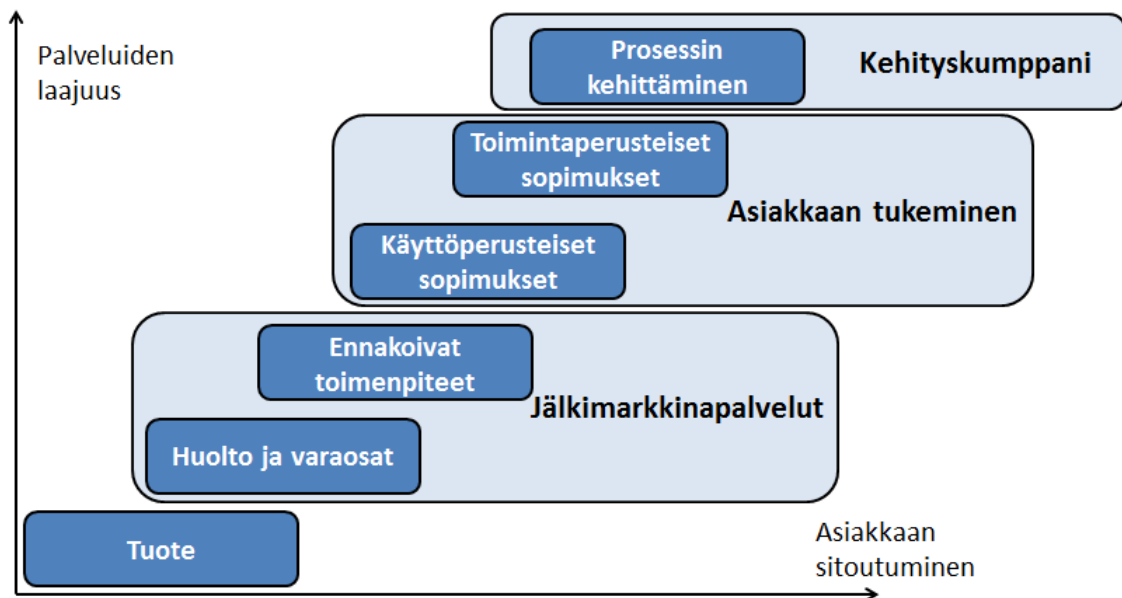 Palveluiden
laajuus
Prosessin
kehittäminen
Kehityskumppani
Toimintaperusteiset
sopimukset
Asiakkaan tukeminen
Käyttöperusteiset
sopimukset
Ennakoivat
toimenpiteet
Jälkimarkkinapalvelut
Huolto ja varaosat
Tuote
Asiakkaan
sitoutuminen